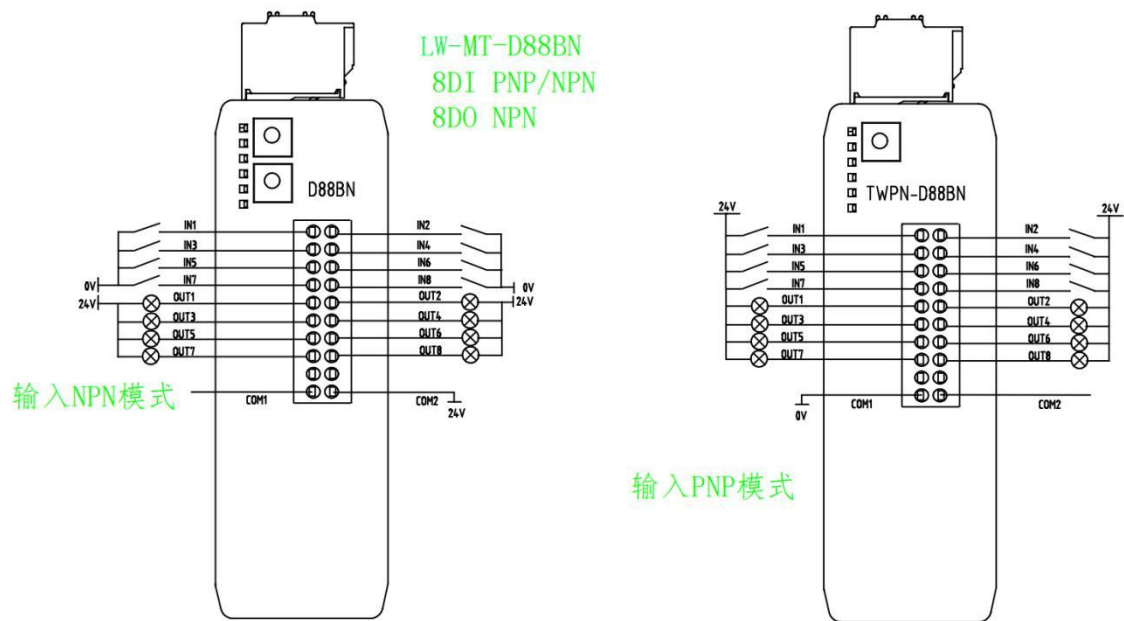 LW-MT-D88BN
8DI PNP/NPN
8DO NPN
D88BN
IN1
IN3
IN5
IN7
0V
24V
OUT1
OUT3
OUT5
OUT7
COM1
IN2
IN4
IN6
IN8
0V
24V
OUT2
OUT4
OUT6
OUT8
COM2
24V
输入NPN模式
TWPN-D88BN
24V
IN1
IN3
IN5
IN7
OUT1
OUT3
OUT5
OUT7
COM1
0V
24V
IN2
IN4
IN6
IN8
OUT2
OUT4
OUT6
OUT8
COM2
输入PNP模式